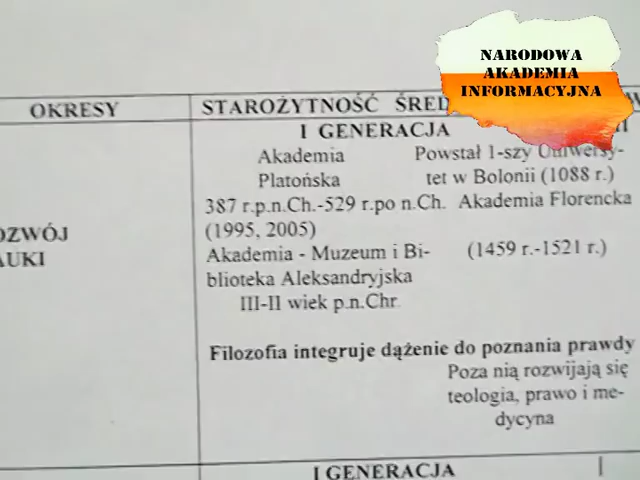 NARODOWA
AKADEMIA
INFORMACYJNA
OKRESY
STAROŻYTNOŚĆ
I GENERACJA
Akademia Powstał 1-szy Uniwersy-
Platońska tet w Bolonii (1088 r.)
387 r.p.n.Ch.-529 r.po n.Ch. Akademia Florencka
(1995, 2005)
Akademia - Muzeum i Bi- (1459 r.-1521 r.)
blioteka Aleksandryjska
III-II wiek p.n.Chr.
Filozofia integruje dążenie do poznania prawdy
Poza nią rozwijają się
teologia, prawo i me-
dycyna
I GENERACJA